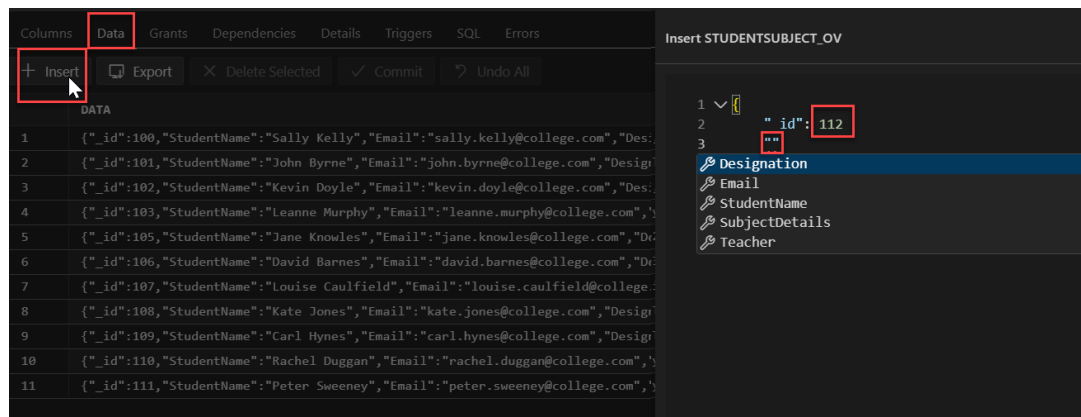 Columns Data Grants Dependencies Details Triggers SQL Errors
Insert Export Delete Selected Commit Undo All
DATA
1 {"_id":100,"StudentName":"Sally Kelly","Email":"sally.kelly@college.com","Des
2 {"_id":101,"StudentName":"John Byrne","Email":"john.byrne@college.com","Design
3 {"_id":102,"StudentName":"Kevin Doyle","Email":"kevin.doyle@college.com","Des
4 {"_id":103,"StudentName":"Leanne Murphy","Email":"leanne.murphy@college.com","
5 {"_id":105,"StudentName":"Jane Knowles","Email":"jane.knowles@college.com","De
6 {"_id":106,"StudentName":"David Barnes","Email":"david.barnes@college.com","De
7 {"_id":107,"StudentName":"Louise Caulfield","Email":"louise.caulfield@college
8 {"_id":108,"StudentName":"Kate Jones","Email":"kate.jones@college.com","Design
9 {"_id":109,"StudentName":"Carl Hynes","Email":"carl.hynes@college.com","Design
10 {"_id":110,"StudentName":"Rachel Duggan","Email":"rachel.duggan@college.com","
11 {"_id":111,"StudentName":"Peter Sweeney","Email":"peter.sweeney@college.com","
Insert STUDENTSUBJECT_OV
1 {
2 "_id": 112
3 ""
Designation
Email
StudentName
SubjectDetails
Teacher